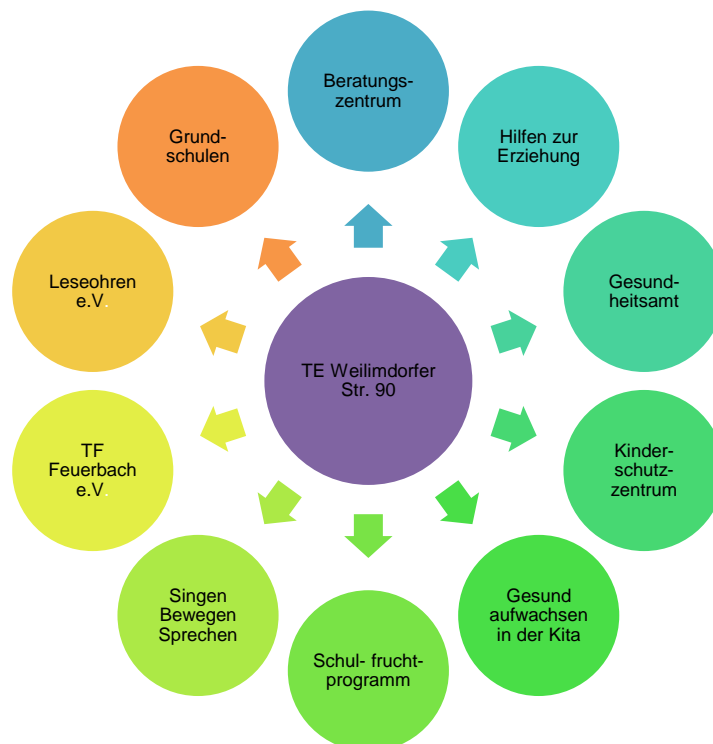 Beratungs-
zentrum
Hilfen zur
Erziehung
Gesund-
heitsamt
Kinder-
schutz-
zentrum
Gesund
aufwachsen
in der Kita
Schul- frucht-
programm
Singen
Bewegen
Sprechen
TF
Feuerbach
e.V.
Leseohren
e.V.
Grund-
schulen
TE Weilimdorfer
Str. 90